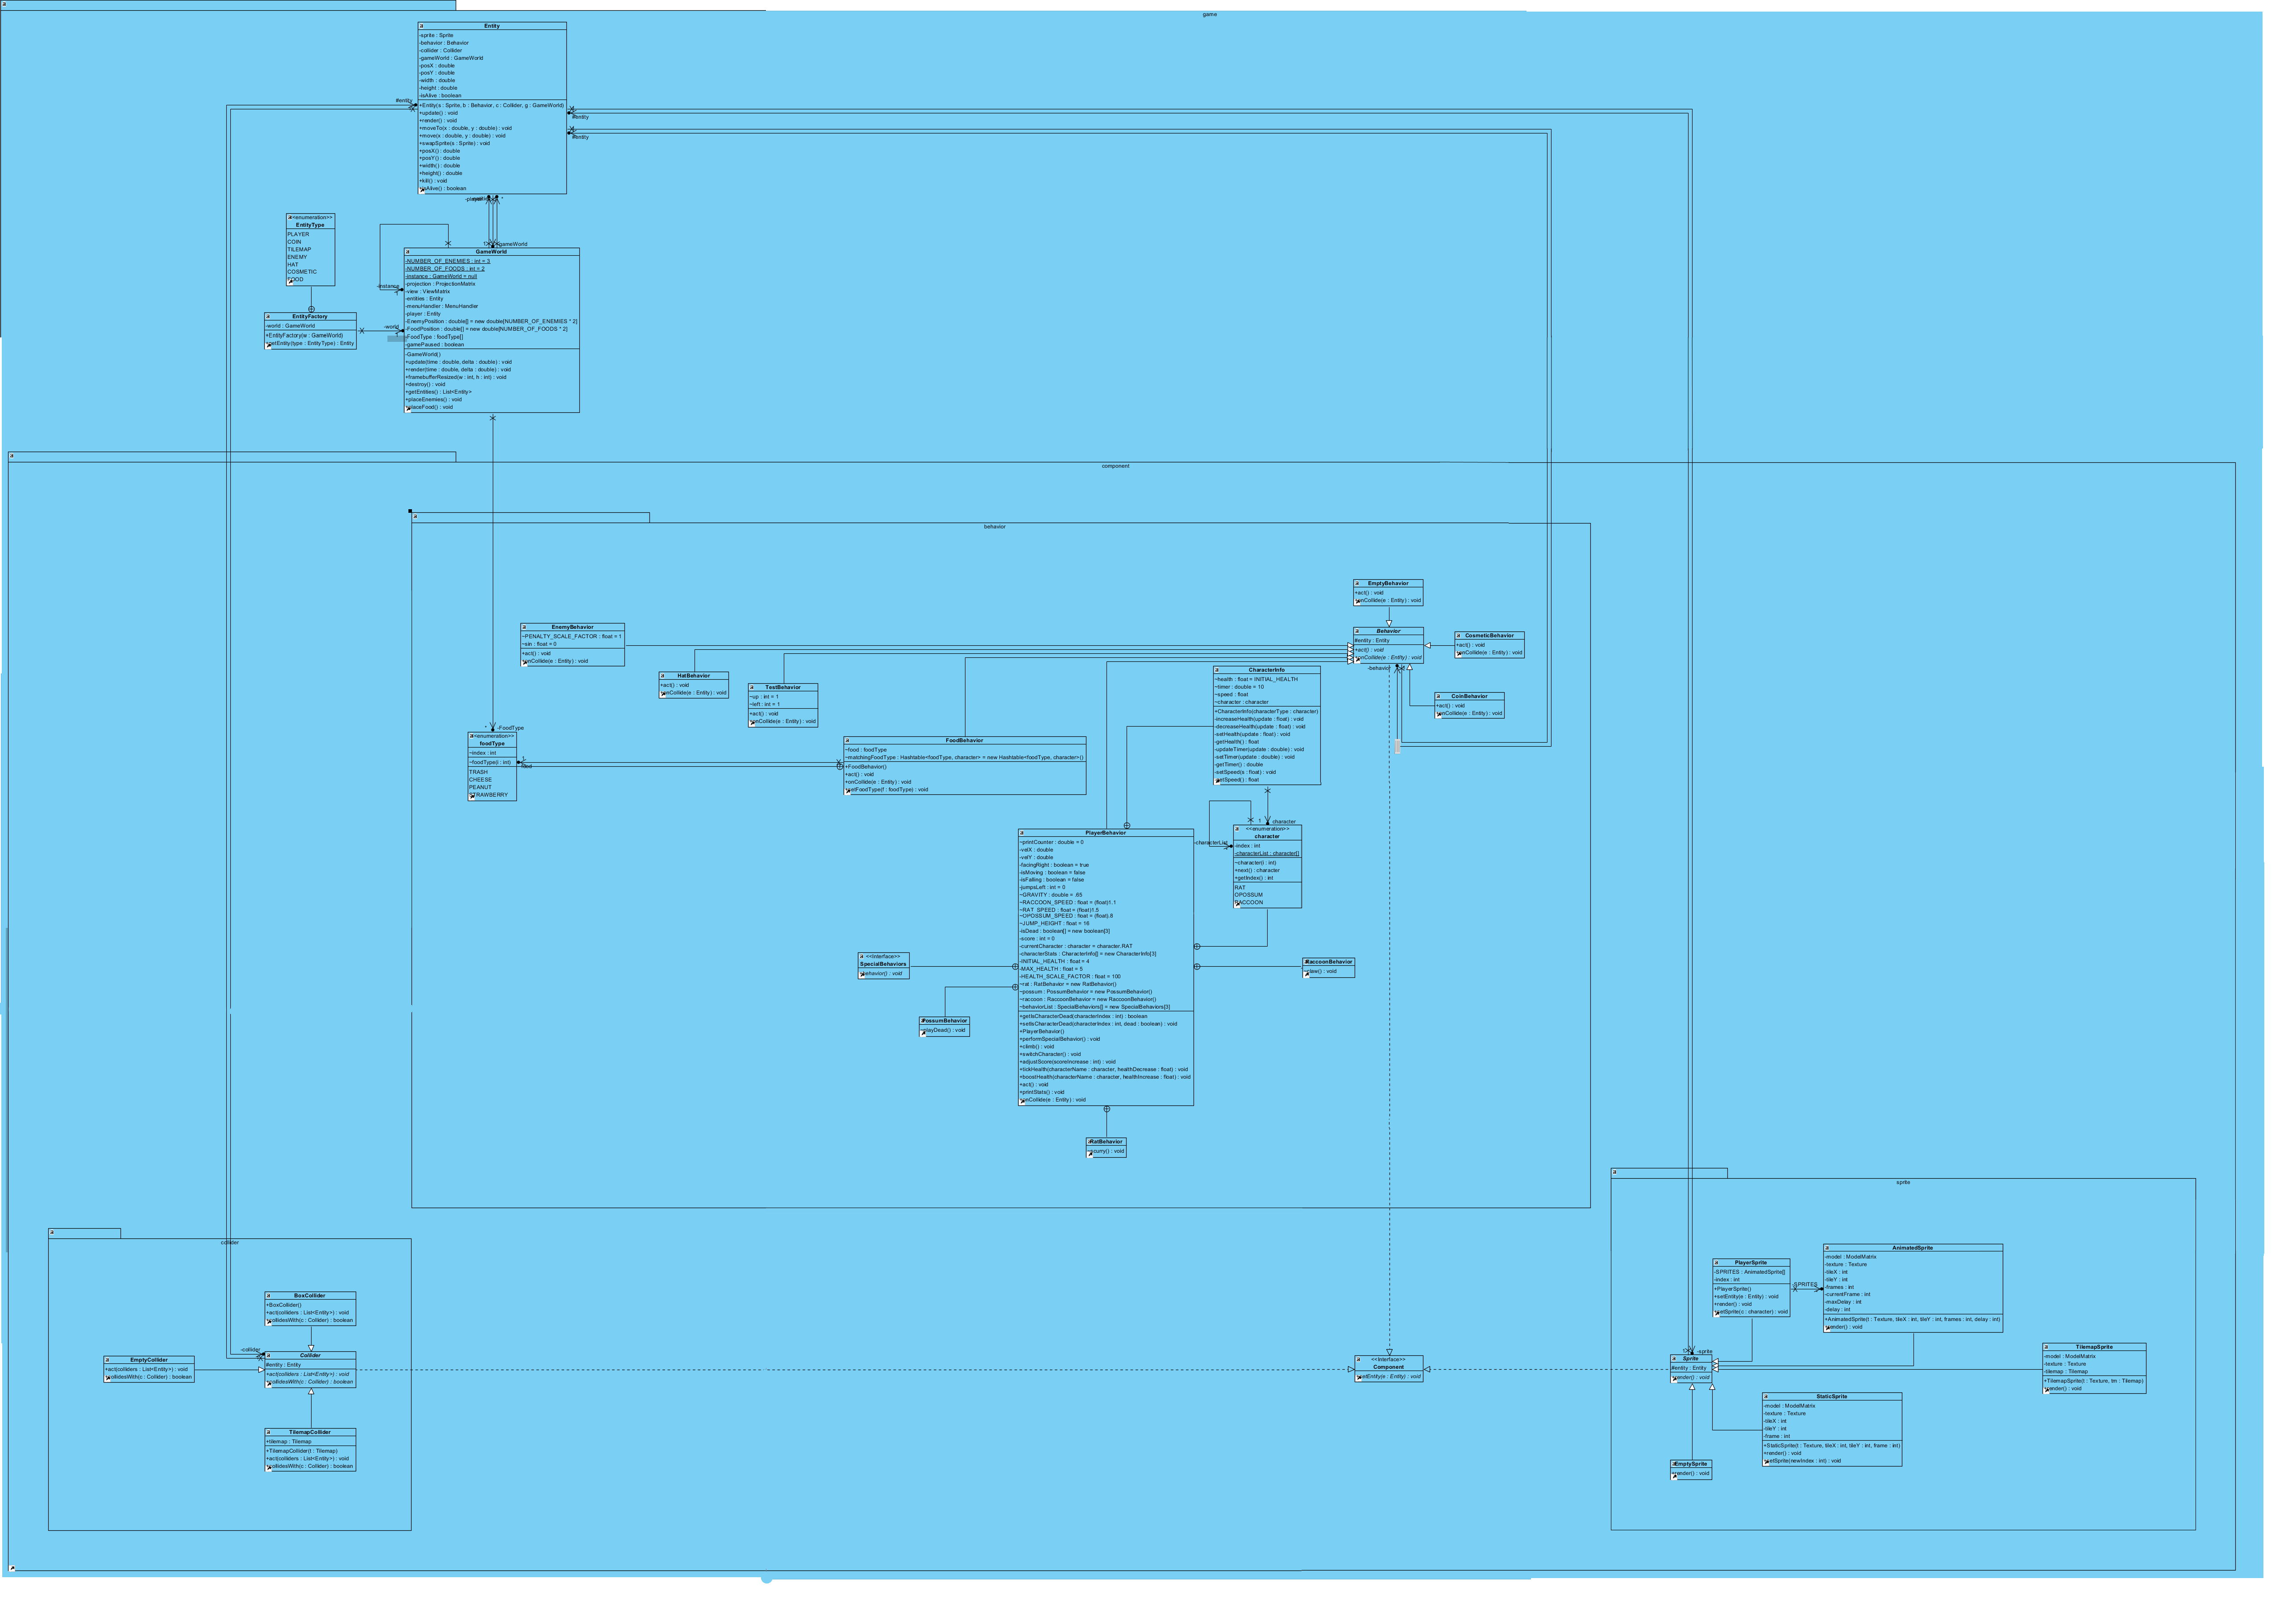 game
Entity
-sprite : Sprite
-behavior : Behavior
-collider : Collider
-gameWorld : GameWorld
-posX : double
-posY : double
-width : double
-height : double
-isAlive : boolean
+Entity(s : Sprite, b : Behavior, c : Collider, g : GameWorld)
+update() : void
+render() : void
+moveTo(x : double, y : double) : void
+move(x : double, y : double) : void
+swapSprite(s : Sprite) : void
+posX() : double
+posY() : double
+width() : double
+height() : double
+kill() : void
+isAlive() : boolean
#entity
#entity
#entity
*
<<enumeration>>
EntityType
PLAYER
COIN
TILEMAP
ENEMY
HAT
COSMETIC
FOOD
EntityFactory
-world : GameWorld
+EntityFactory(w : GameWorld)
+getEntity(type : EntityType) : Entity
-world
-instance
GameWorld
-NUMBER_OF_ENEMIES : int = 3
-NUMBER_OF_FOODS : int = 2
-instance : GameWorld = null
-projection : ProjectionMatrix
-view : ViewMatrix
-entities : Entity
-menuHandler : MenuHandler
-player : Entity
-EnemyPosition : double[] = new double[NUMBER_OF_ENEMIES * 2]
-FoodPosition : double[] = new double[NUMBER_OF_FOODS * 2]
-FoodType : foodType[]
-gamePaused : boolean
-GameWorld()
+update(time : double, delta : double) : void
+render(time : double, delta : double) : void
+framebufferResized(w : int, h : int) : void
+destroy() : void
+getEntities() : List<Entity>
+placeEnemies() : void
+placeFood() : void
component
behavior
EmptyBehavior
+act() : void
+onCollide(e : Entity) : void
EnemyBehavior
~PENALTY_SCALE_FACTOR : float = 1
~sin : float = 0
+act() : void
+onCollide(e : Entity) : void
Behavior
#entity : Entity
+act() : void
+onCollide(e : Entity) : void
-behavior
CosmeticBehavior
+act() : void
+onCollide(e : Entity) : void
HatBehavior
+act() : void
+onCollide(e : Entity) : void
TestBehavior
~up : int = 1
~left : int = 1
+act() : void
+onCollide(e : Entity) : void
CoinBehavior
+act() : void
+onCollide(e : Entity) : void
CharacterInfo
~health : float = INITIAL_HEALTH
~timer : double = 10
~speed : float
~character : character
+CharacterInfo(characterType : character)
-increaseHealth(update : float) : void
-decreaseHealth(update : float) : void
-setHealth(update : float) : void
-getHealth() : float
-updateTimer(update : double) : void
-setTimer(update : double) : void
-getTimer() : double
-setSpeed(s : float) : void
-getSpeed() : float
*
-FoodType
<<enumeration>>
foodType
~index : int
~foodType(i : int)
TRASH
CHEESE
PEANUT
STRAWBERRY
FoodBehavior
~food : foodType
~matchingFoodType : Hashtable<foodType, character> = new Hashtable<foodType, character>()
+FoodBehavior()
+act() : void
+onCollide(e : Entity) : void
+setFoodType(f : foodType) : void
1
~character
-characterList
<<enumeration>>
character
-index : int
-characterList : character[]
~character(i : int)
+next() : character
+getIndex() : int
RAT
OPOSSUM
RACCOON
PlayerBehavior
~printCounter : double = 0
-velX : double
-velY : double
-facingRight : boolean = true
-isMoving : boolean = false
-isFalling : boolean = false
-jumpsLeft : int = 0
~GRAVITY : double = .65
~RACCOON_SPEED : float = (float)1.1
~RAT_SPEED : float = (float)1.5
~OPOSSUM_SPEED : float = (float).8
~JUMP_HEIGHT : float = 16
-isDead : boolean[] = new boolean[3]
-score : int = 0
-currentCharacter : character = character.RAT
-characterStats : CharacterInfo[] = new CharacterInfo[3]
-INITIAL_HEALTH : float = 4
-MAX_HEALTH : float = 5
-HEALTH_SCALE_FACTOR : float = 100
~rat : RatBehavior = new RatBehavior()
~possum : PossumBehavior = new PossumBehavior()
~raccoon : RaccoonBehavior = new RaccoonBehavior()
~behaviorList : SpecialBehaviors[] = new SpecialBehaviors[3]
+getIsCharacterDead(characterIndex : int) : boolean
+setIsCharacterDead(characterIndex : int, dead : boolean) : void
+PlayerBehavior()
+performSpecialBehavior() : void
+climb() : void
+switchCharacter() : void
+adjustScore(scoreIncrease : int) : void
+tickHealth(characterName : character, healthDecrease : float) : void
+boostHealth(characterName : character, healthIncrease : float) : void
+act() : void
+printStats() : void
+onCollide(e : Entity) : void
<<Interface>>
SpecialBehaviors
+behavior() : void
RaccoonBehavior
claw() : void
PossumBehavior
playDead() : void
RatBehavior
scurry() : void
collider
BoxCollider
+BoxCollider()
+act(colliders : List<Entity>) : void
+collidesWith(c : Collider) : boolean
-collider
Collider
#entity : Entity
+act(colliders : List<Entity>) : void
+collidesWith(c : Collider) : boolean
EmptyCollider
+act(colliders : List<Entity>) : void
+collidesWith(c : Collider) : boolean
TilemapCollider
+tilemap : Tilemap
+TilemapCollider(t : Tilemap)
+act(colliders : List<Entity>) : void
+collidesWith(c : Collider) : boolean
<<Interface>>
Component
+setEntity(e : Entity) : void
sprite
PlayerSprite
-SPRITES : AnimatedSprite[]
-index : int
+PlayerSprite()
+setEntity(e : Entity) : void
+render() : void
+setSprite(c : character) : void
-SPRITES
AnimatedSprite
-model : ModelMatrix
-texture : Texture
-tileX : int
-tileY : int
-frames : int
-currentFrame : int
-maxDelay : int
-delay : int
+AnimatedSprite(t : Texture, tileX : int, tileY : int, frames : int, delay : int)
+render() : void
-sprite
Sprite
#entity : Entity
+render() : void
TilemapSprite
-model : ModelMatrix
-texture : Texture
-tilemap : Tilemap
+TilemapSprite(t : Texture, tm : Tilemap)
+render() : void
StaticSprite
-model : ModelMatrix
-texture : Texture
-tileX : int
-tileY : int
-frame : int
+StaticSprite(t : Texture, tileX : int, tileY : int, frame : int)
+render() : void
+setSprite(newIndex : int) : void
EmptySprite
+render() : void